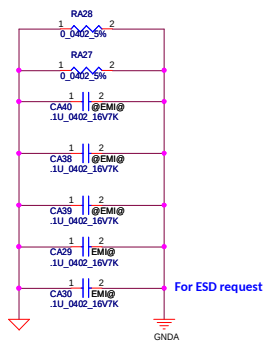 RA28
1 2
0_0402_5%
RA27
1 2
0_0402_5%
1 2
CA40 @EMI@
.1U_0402_16V7K
1 2
CA38 @EMI@
.1U_0402_16V7K
1 2
CA39 @EMI@
.1U_0402_16V7K
1 2
CA29 EMI@
.1U_0402_16V7K
1 2
CA30 EMI@
.1U_0402_16V7K
For ESD request
GNDA